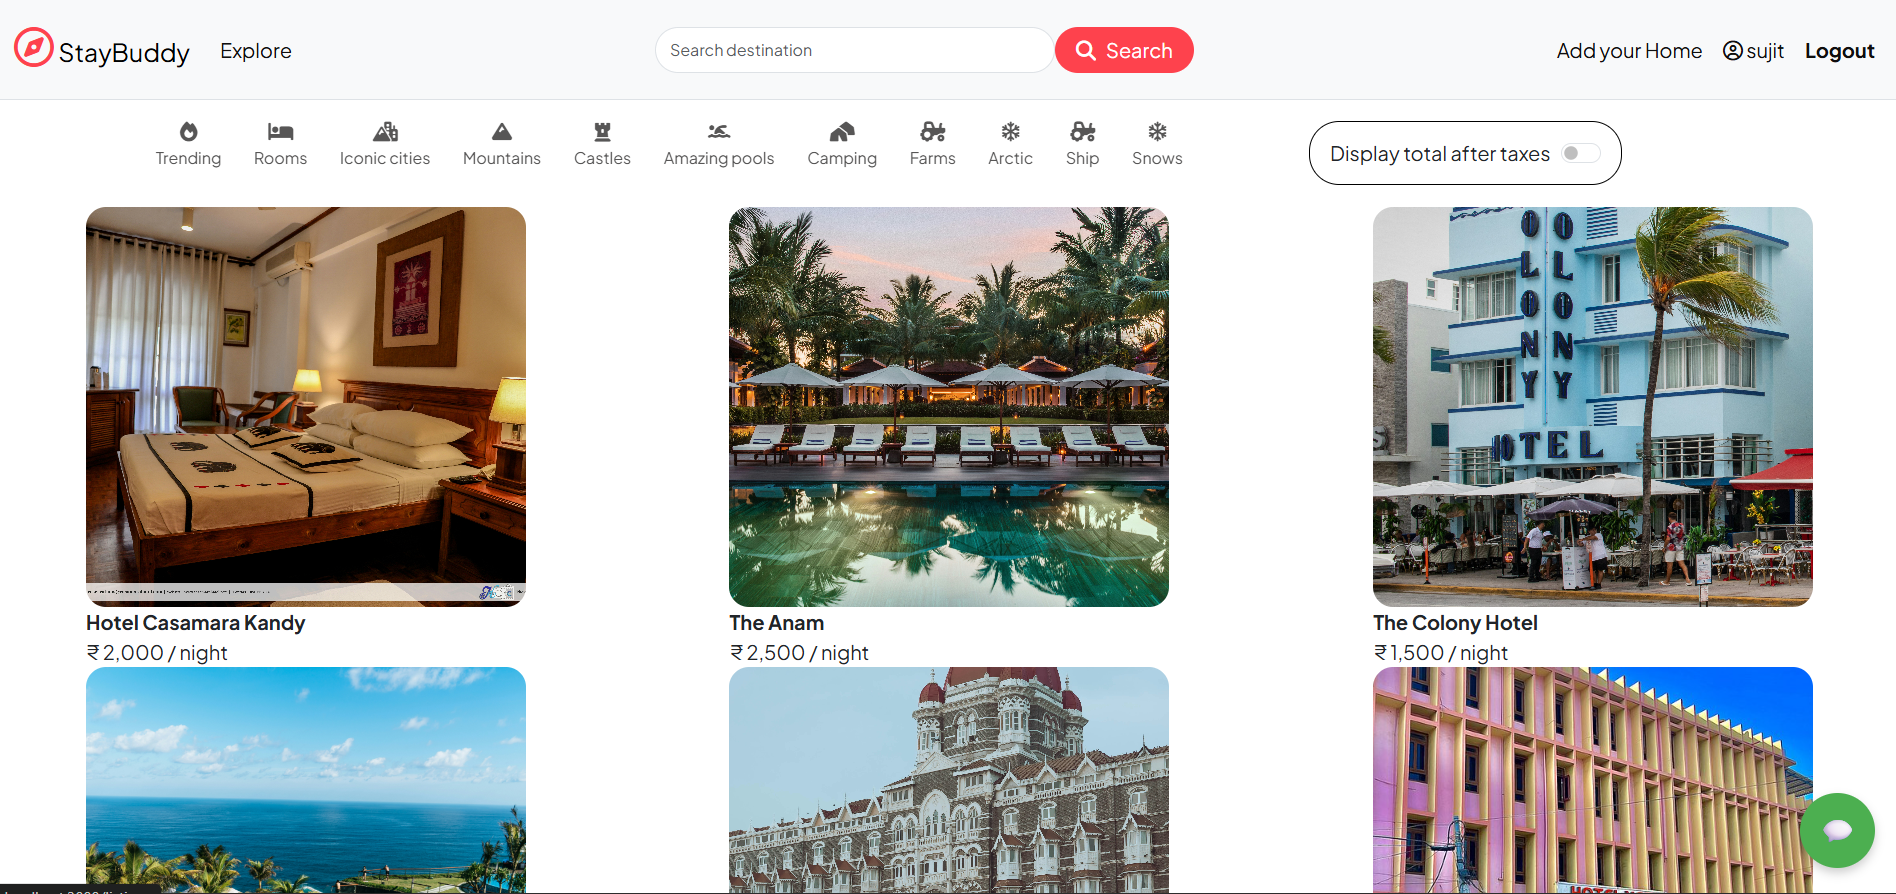 StayBuddy
Explore
Search destination
Search
Add your Home
sujit
Logout
Trending
Rooms
Iconic cities
Mountains
Castles
Amazing pools
Camping
Farms
Arctic
Ship
Snows
Display total after taxes
COLONY
COLONY
HOTEL
Hotel Casamara Kandy
₹ 2,000 / night
The Anam
₹ 2,500 / night
The Colony Hotel
₹ 1,500 / night
HOTEL